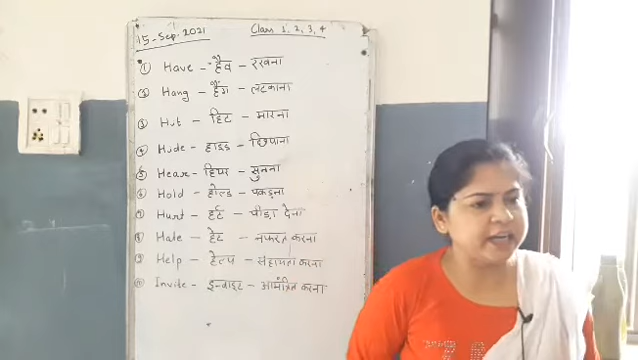 15-Sep. 2021 Class 1, 2, 3, 4
① Have - हैव - रखना
② Hang - हैंग - लटकाना
③ Hit - हिट - मारना
④ Hide - हाइड - छिपाना
⑤ Hear - हियर - सुनना
⑥ Hold - होल्ड - पकड़ना
⑦ Hurt - हर्ट - पीड़ा देना
⑧ Hate - हेट - नफरत करना
⑨ Help - हेल्प - सहायता करना
⑩ Invite - इन्वाइट - आमंत्रित करना